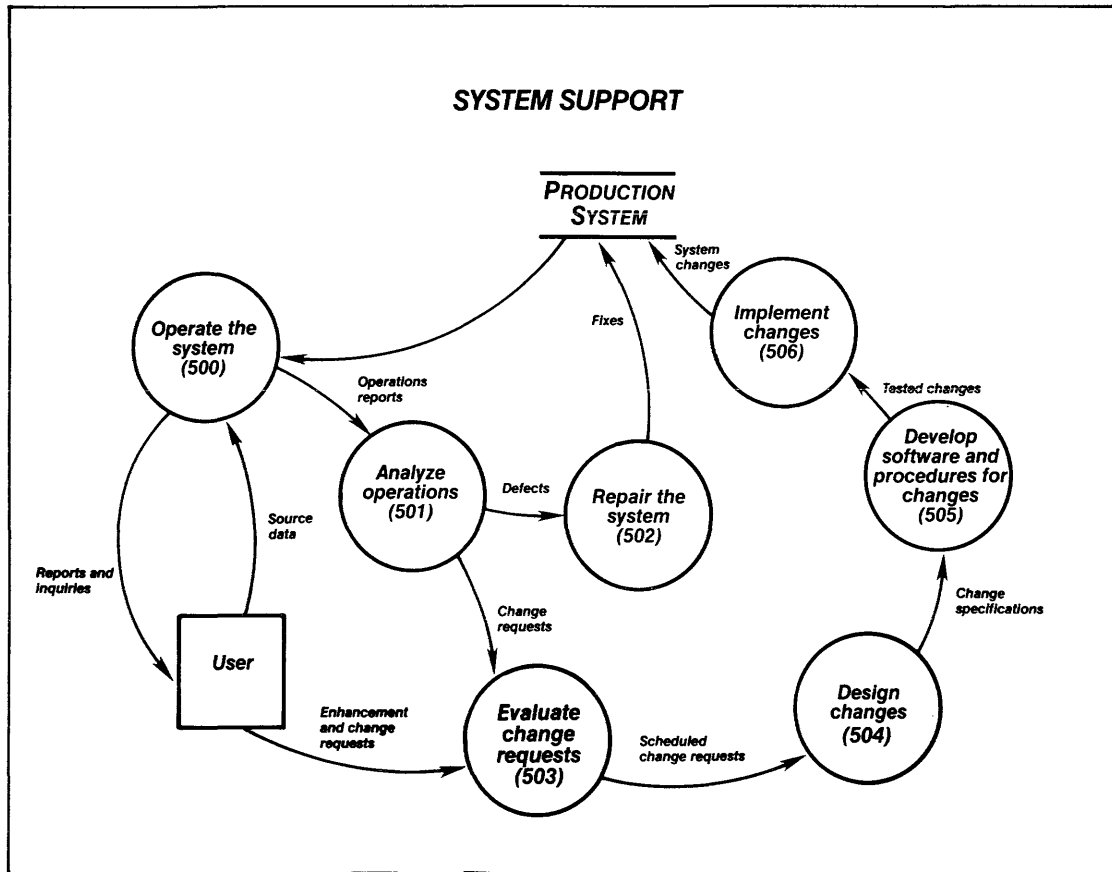 SYSTEM SUPPORT
PRODUCTION
SYSTEM
System
changes
Fixes
Implement
changes
(506)
Operate the
system
(500)
Operations
reports
Tested changes
Develop
software and
procedures for
changes
(505)
Analyze
operations
(501)
Defects
Repair the
system
(502)
Source
data
Reports and
inquiries
Change
requests
Change
specifications
User
Enhancement
and change
requests
Evaluate
change
requests
(503)
Scheduled
change requests
Design
changes
(504)